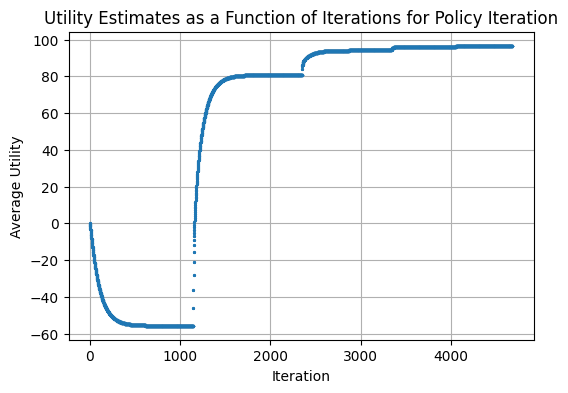 Utility Estimates as a Function of Iterations for Policy Iteration
100
80
60
40
20
0
−20
−40
−60
Average Utility
0 1000 2000 3000 4000
Iteration